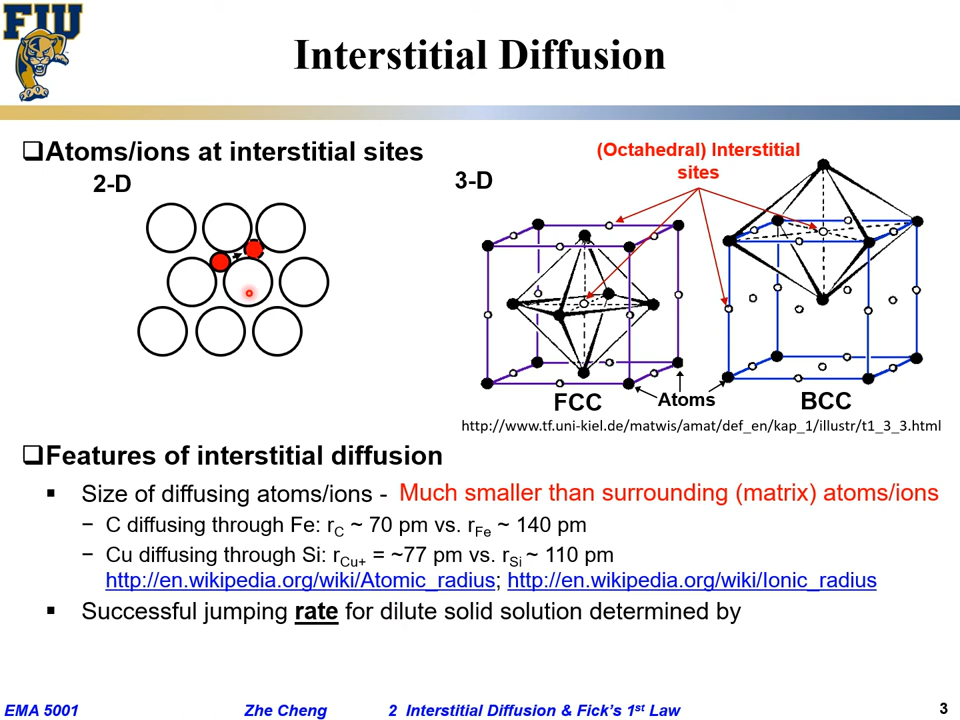 FIU
Interstitial Diffusion
❑Atoms/ions at interstitial sites
2-D
3-D
(Octahedral) Interstitial
sites
FCC
Atoms
BCC
http://www.tf.uni-kiel.de/matwis/amat/def_en/kap_1/illustr/t1_3_3.html
❑Features of interstitial diffusion
▪ Size of diffusing atoms/ions - Much smaller than surrounding (matrix) atoms/ions
− C diffusing through Fe: rC ~ 70 pm vs. rFe ~ 140 pm
− Cu diffusing through Si: rCu+ = ~77 pm vs. rSi ~ 110 pm
http://en.wikipedia.org/wiki/Atomic_radius; http://en.wikipedia.org/wiki/Ionic_radius
▪ Successful jumping rate for dilute solid solution determined by
EMA 5001 Zhe Cheng 2 Interstitial Diffusion & Fick's 1st Law 3